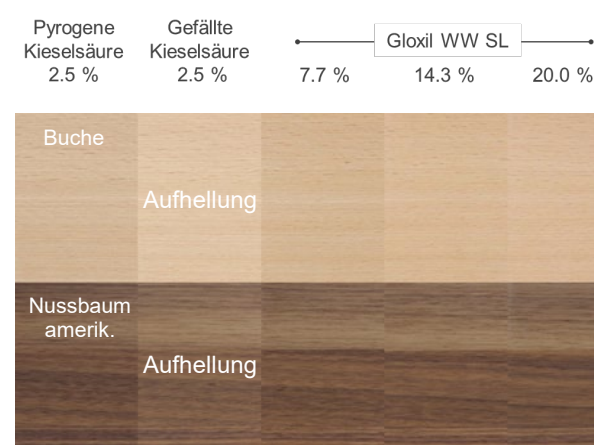 Pyrogene
Kieselsäure
2.5 %
Gefällte
Kieselsäure
2.5 %
Gloxil WW SL
7.7 %
14.3 %
20.0 %
Buche
Aufhellung
Nussbaum
amerik.
Aufhellung